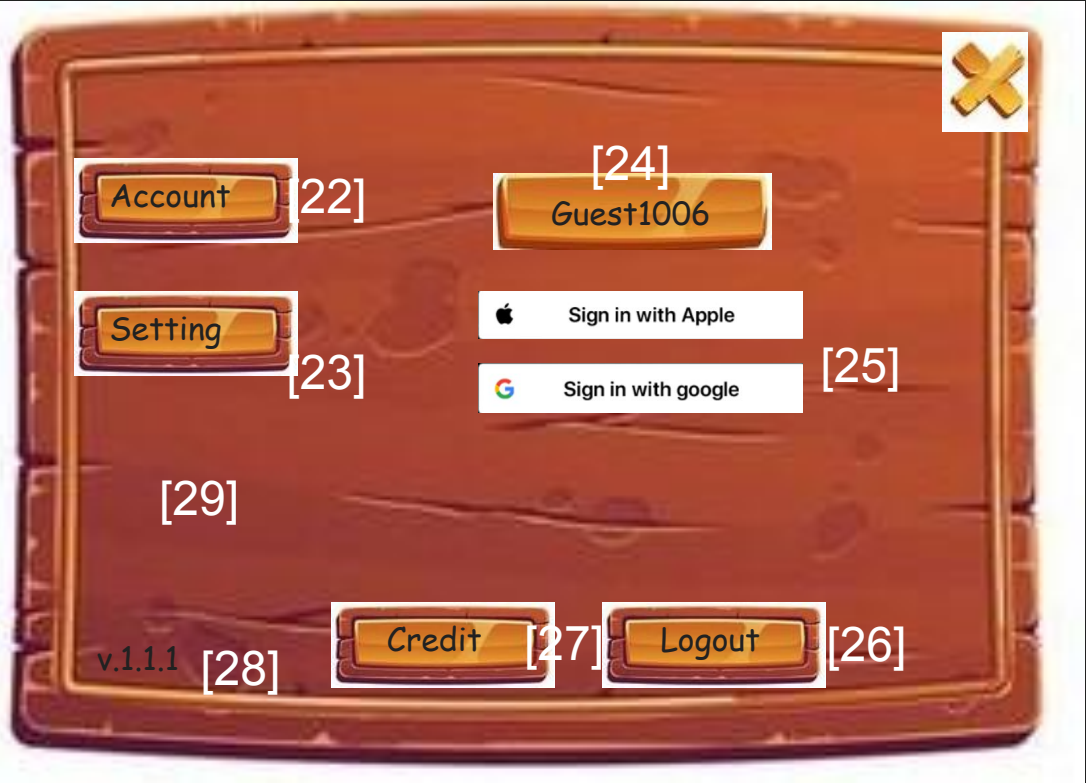 [24]
Account [22]
Guest1006
Sign in with Apple
Setting
[23]
Sign in with google
[25]
[29]
Credit [27]
Logout [26]
v.1.1.1 [28]